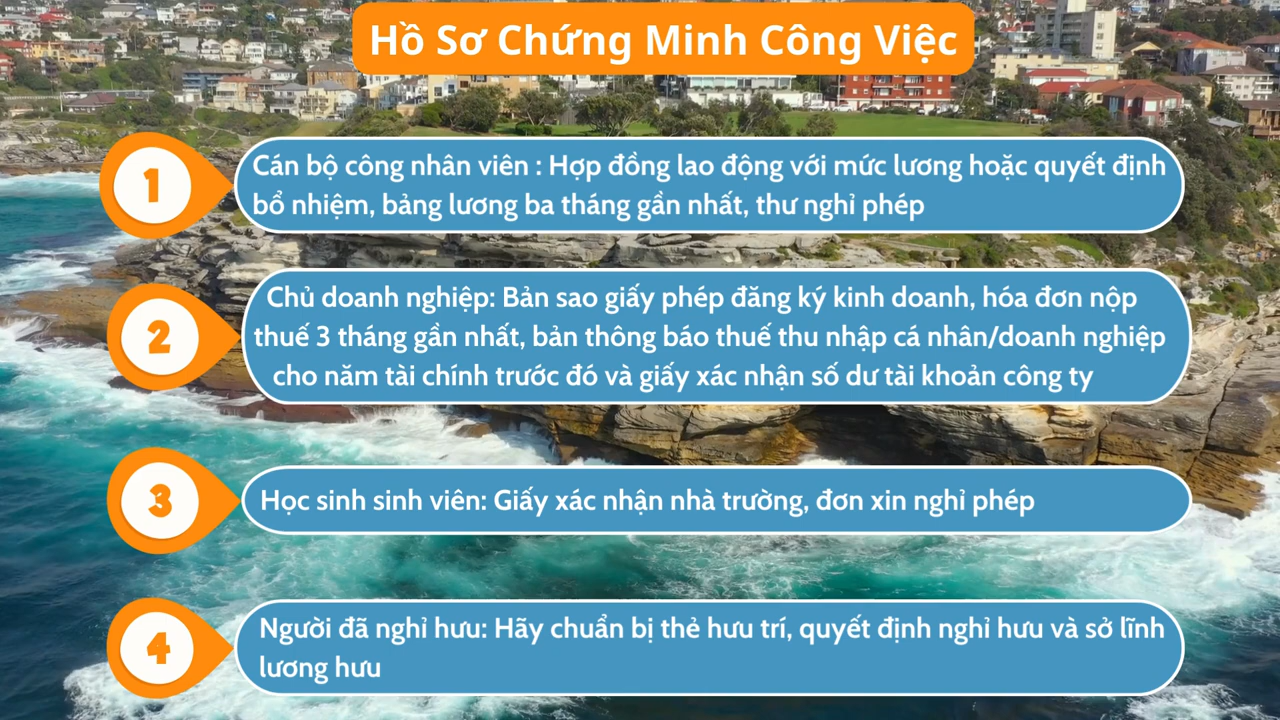 Hồ Sơ Chứng Minh Công Việc
1
Cán bộ công nhân viên : Hợp đồng lao động với mức lương hoặc quyết định
bổ nhiệm, bảng lương ba tháng gần nhất, thư nghỉ phép
2
Chủ doanh nghiệp: Bản sao giấy phép đăng ký kinh doanh, hóa đơn nộp
thuế 3 tháng gần nhất, bản thông báo thuế thu nhập cá nhân/doanh nghiệp
cho năm tài chính trước đó và giấy xác nhận số dư tài khoản công ty
3
Học sinh sinh viên: Giấy xác nhận nhà trường, đơn xin nghỉ phép
4
Người đã nghỉ hưu: Hãy chuẩn bị thẻ hưu trí, quyết định nghỉ hưu và sở lĩnh
lương hưu